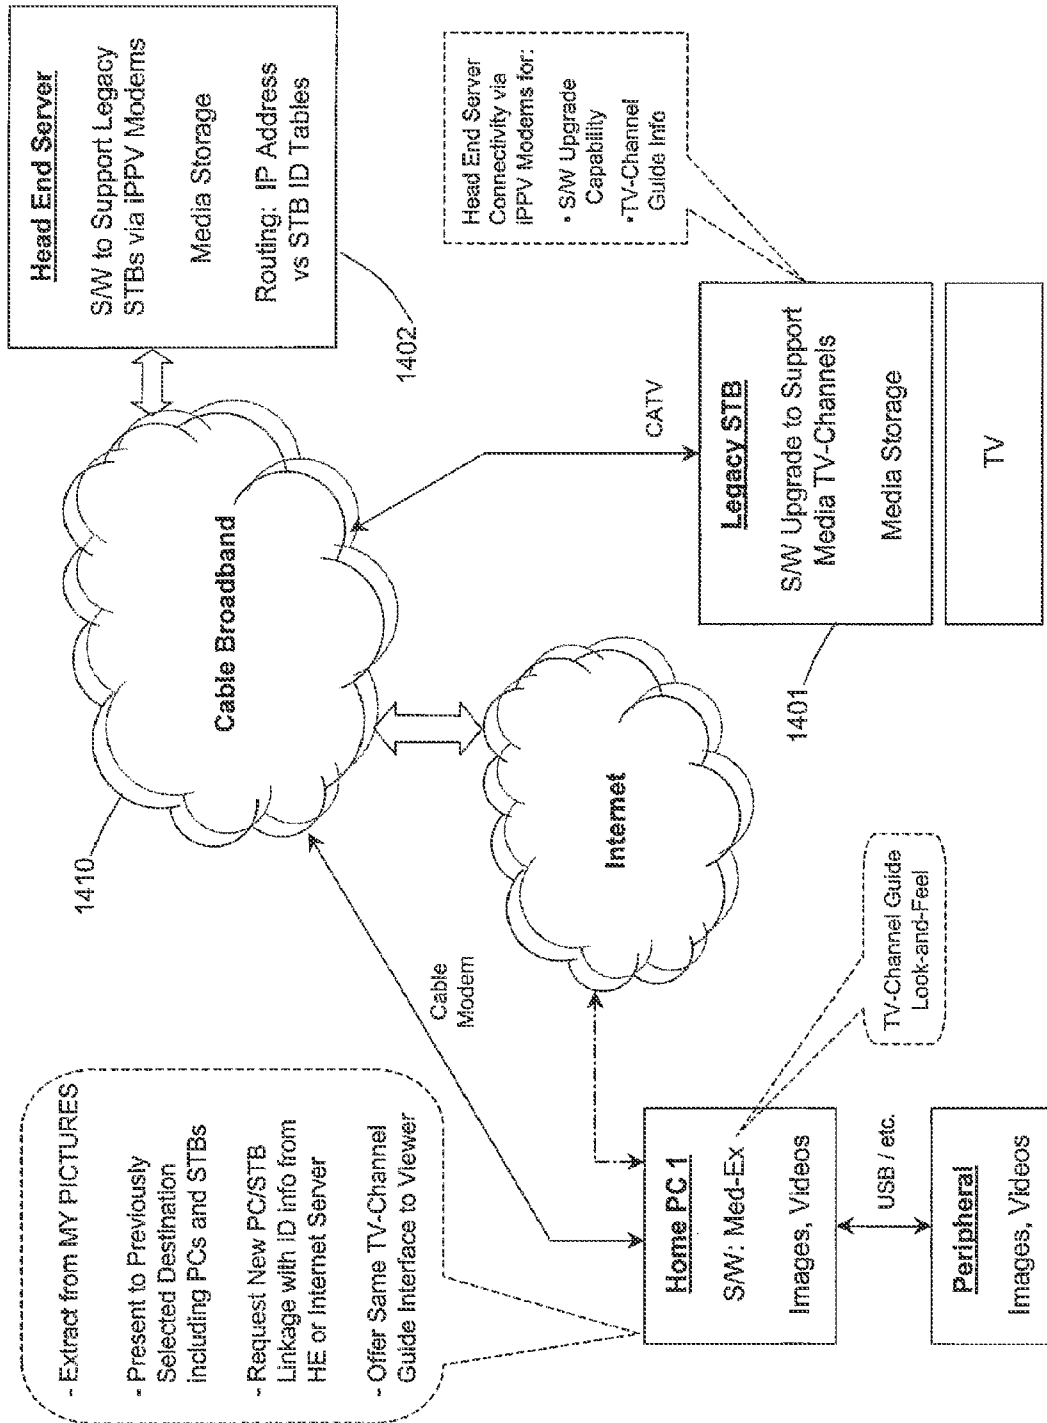 - Extract from MY PICTURES
- Present to Previously
Selected Destination
including PCs and STBs
- Request New PC/STB
Linkage with ID Info from
HE or Internet Server
- Offer Same TV-Channel
Guide Interface to Viewer
1410
Cable Broadband
Head End Server
S/W to Support Legacy
STBs via iPPV Modems
Media Storage
Routing: IP Address
vs STB ID Tables
1402
Cable
Modem
Internet
CATV
Head End Server
Connectivity via
iPPV Modems for:
• S/W Upgrade
Capability
•TV-Channel
Guide Info
Home PC 1
S/W: Med-Ex
Images, Videos
TV-Channel Guide
Look-and-Feel
USB / etc.
Peripheral
Images, Videos
1401
Legacy STB
S/W Upgrade to Support
Media TV-Channels
Media Storage
TV